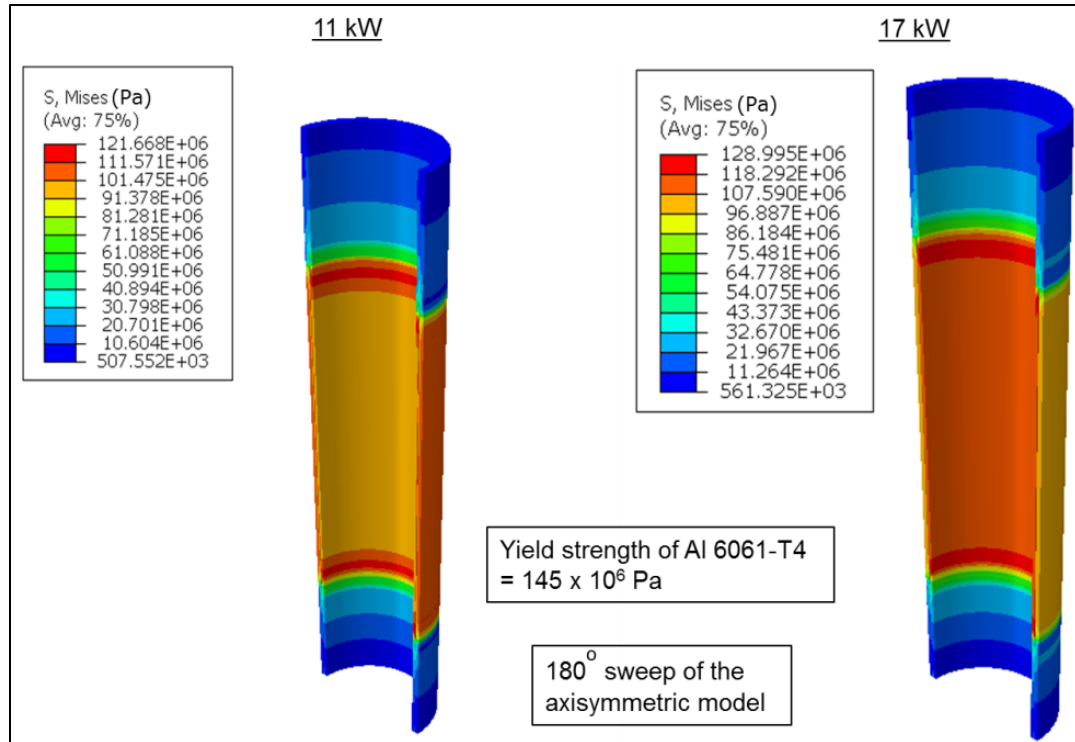 11 kW
17 kW
S, Mises (Pa)
(Avg: 75%)
121.668E+06
111.571E+06
101.475E+06
91.378E+06
81.281E+06
71.185E+06
61.088E+06
50.991E+06
40.894E+06
30.798E+06
20.701E+06
10.604E+06
507.552E+03
S, Mises (Pa)
(Avg: 75%)
128.995E+06
118.292E+06
107.590E+06
96.887E+06
86.184E+06
75.481E+06
64.778E+06
54.075E+06
43.373E+06
32.670E+06
21.967E+06
11.264E+06
561.325E+03
Yield strength of Al 6061-T4
= 145 x 10⁶ Pa
180° sweep of the
axisymmetric model